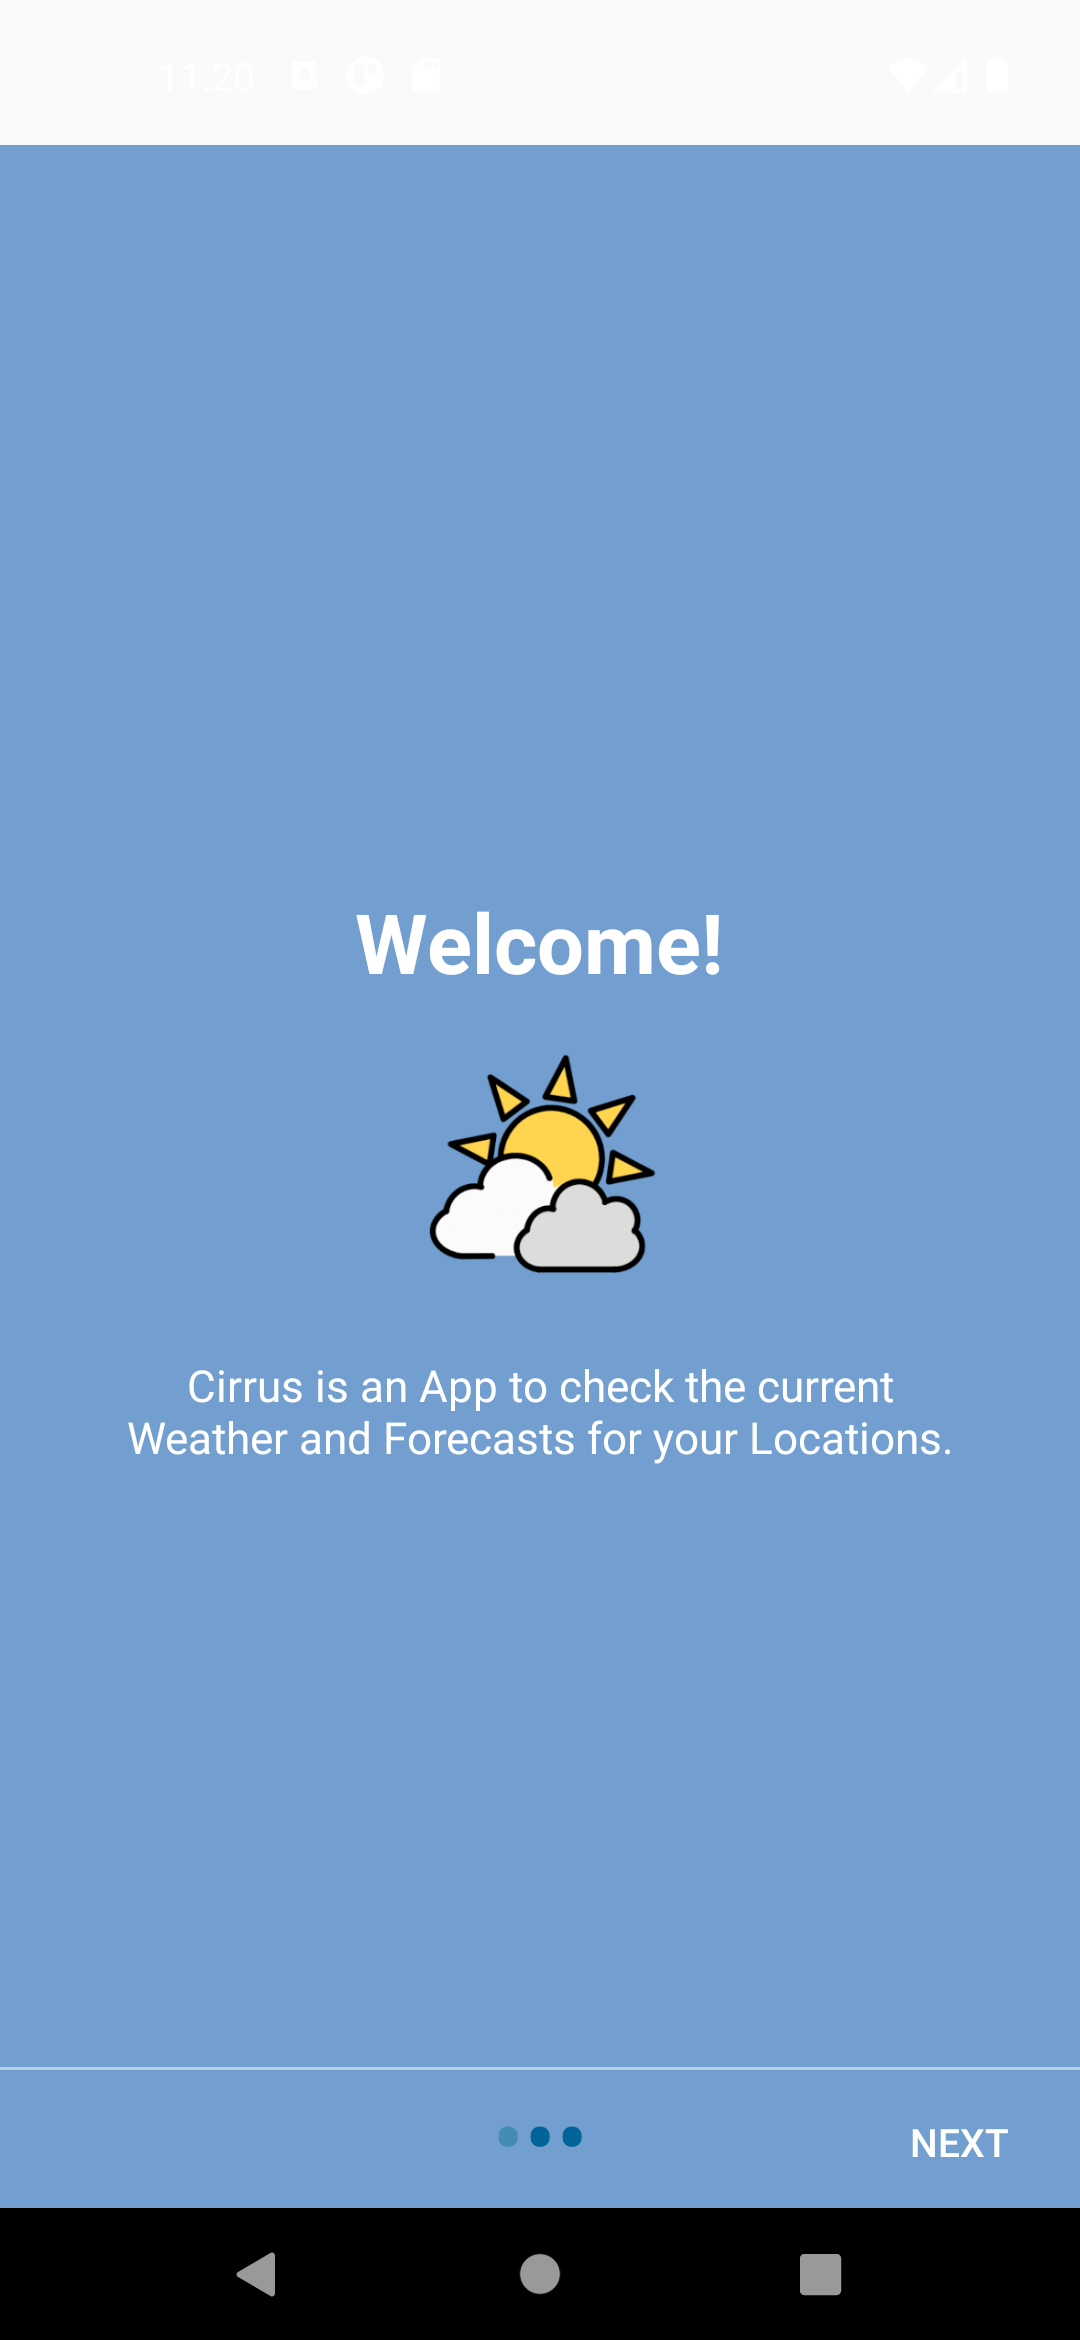 11:20
Welcome!
Cirrus is an App to check the current
Weather and Forecasts for your Locations.
NEXT